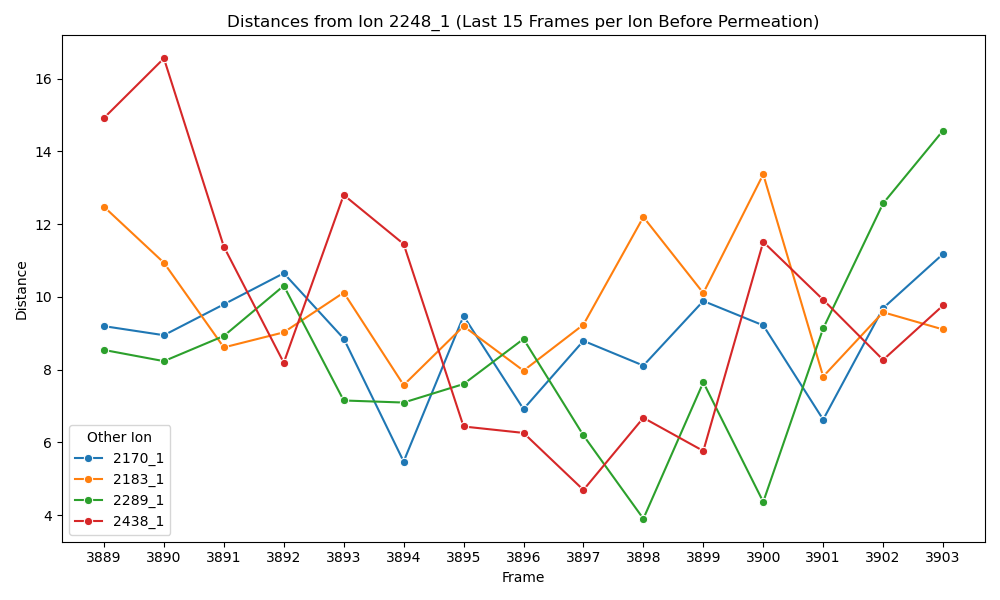 Distances from Ion 2248_1 (Last 15 Frames per Ion Before Permeation)
Distance
16
14
12
10
8
6
4
Other Ion
2170_1
2183_1
2289_1
2438_1
3889 3890 3891 3892 3893 3894 3895 3896 3897 3898 3899 3900 3901 3902 3903
Frame